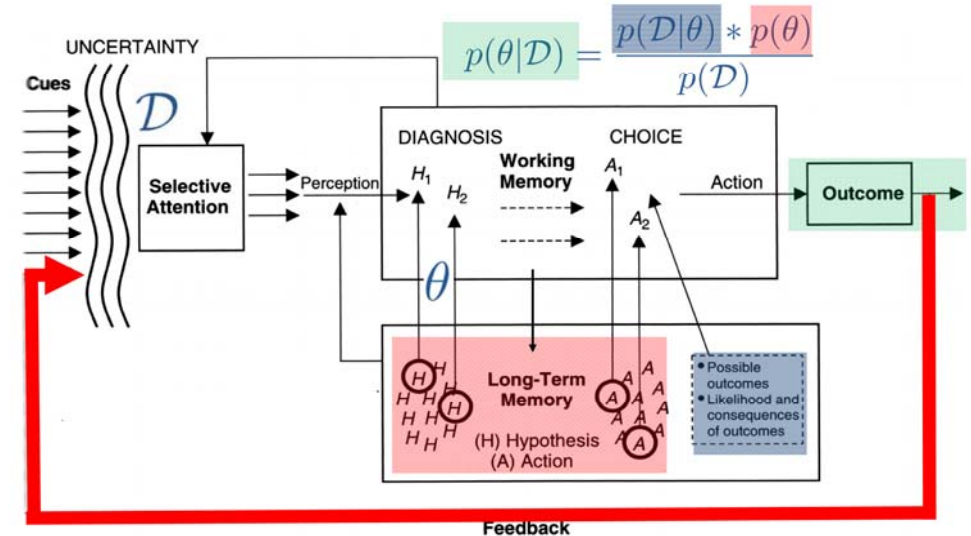 UNCERTAINTY
Cues
𝒟
p(θ|𝒟) = p(𝒟|θ) * p(θ)
p(𝒟)
Selective
Attention
Perception
DIAGNOSIS
CHOICE
H1
H2
Working
Memory
A1
A2
Action
Outcome
θ
H
H
H
H
H
H H
H
H H
H
H H
Long-Term
Memory
(H) Hypothesis
(A) Action
A
A
A
A
A
A
A
A
A
A
A
• Possible
outcomes
• Likelihood and
consequences
of outcomes
Feedback